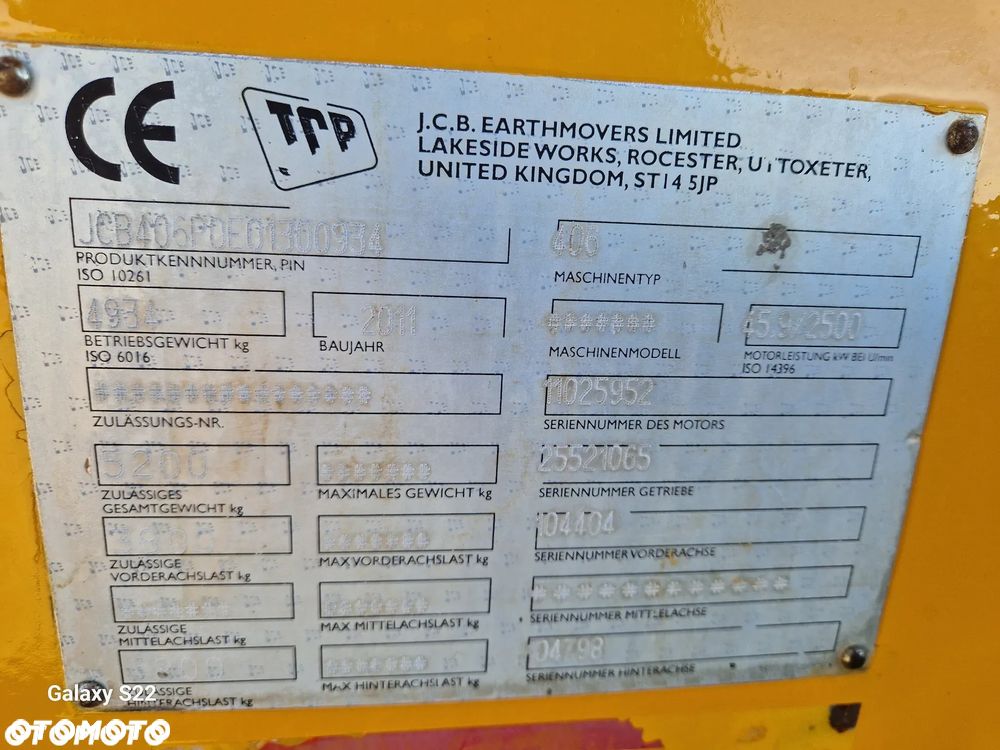 CE
JCB
J.C.B. EARTHMOVERS LIMITED
LAKESIDE WORKS, ROCESTER, UTTOXETER,
UNITED KINGDOM, ST14 5JP
PRODUKTKENNNUMMER, PIN
ISO 10261
406
MASCHINENTYP
4934
BETRIEBSGEWICHT kg
ISO 6016
2011
BAUJAHR
*******
MASCHINENMODELL
45.9/2500
MOTORLEISTUNG kW BEI U/min
ISO 14396
****************
ZULÄSSUNGS-NR.
11025952
SERIENNUMMER DES MOTORS
5200
ZULÄSSIGES
GESAMTGEWICHT kg
*******
MAXIMALES GEWICHT kg
25521065
SERIENNUMMER GETRIEBE
ZULÄSSIGE
VORDERACHSLAST kg
*******
MAX VORDERACHSLAST kg
104404
SERIENNUMMER VORDERACHSE
*******
ZULÄSSIGE
MITTELACHSLAST kg
*******
MAX MITTELACHSLAST kg
*************
SERIENNUMMER MITTELACHSE
ZULÄSSIGE
HINTERACHSLAST kg
*******
MAX HINTERACHSLAST kg
SERIENNUMMER HINTERACHSE
Galaxy S22
OTOMOTO